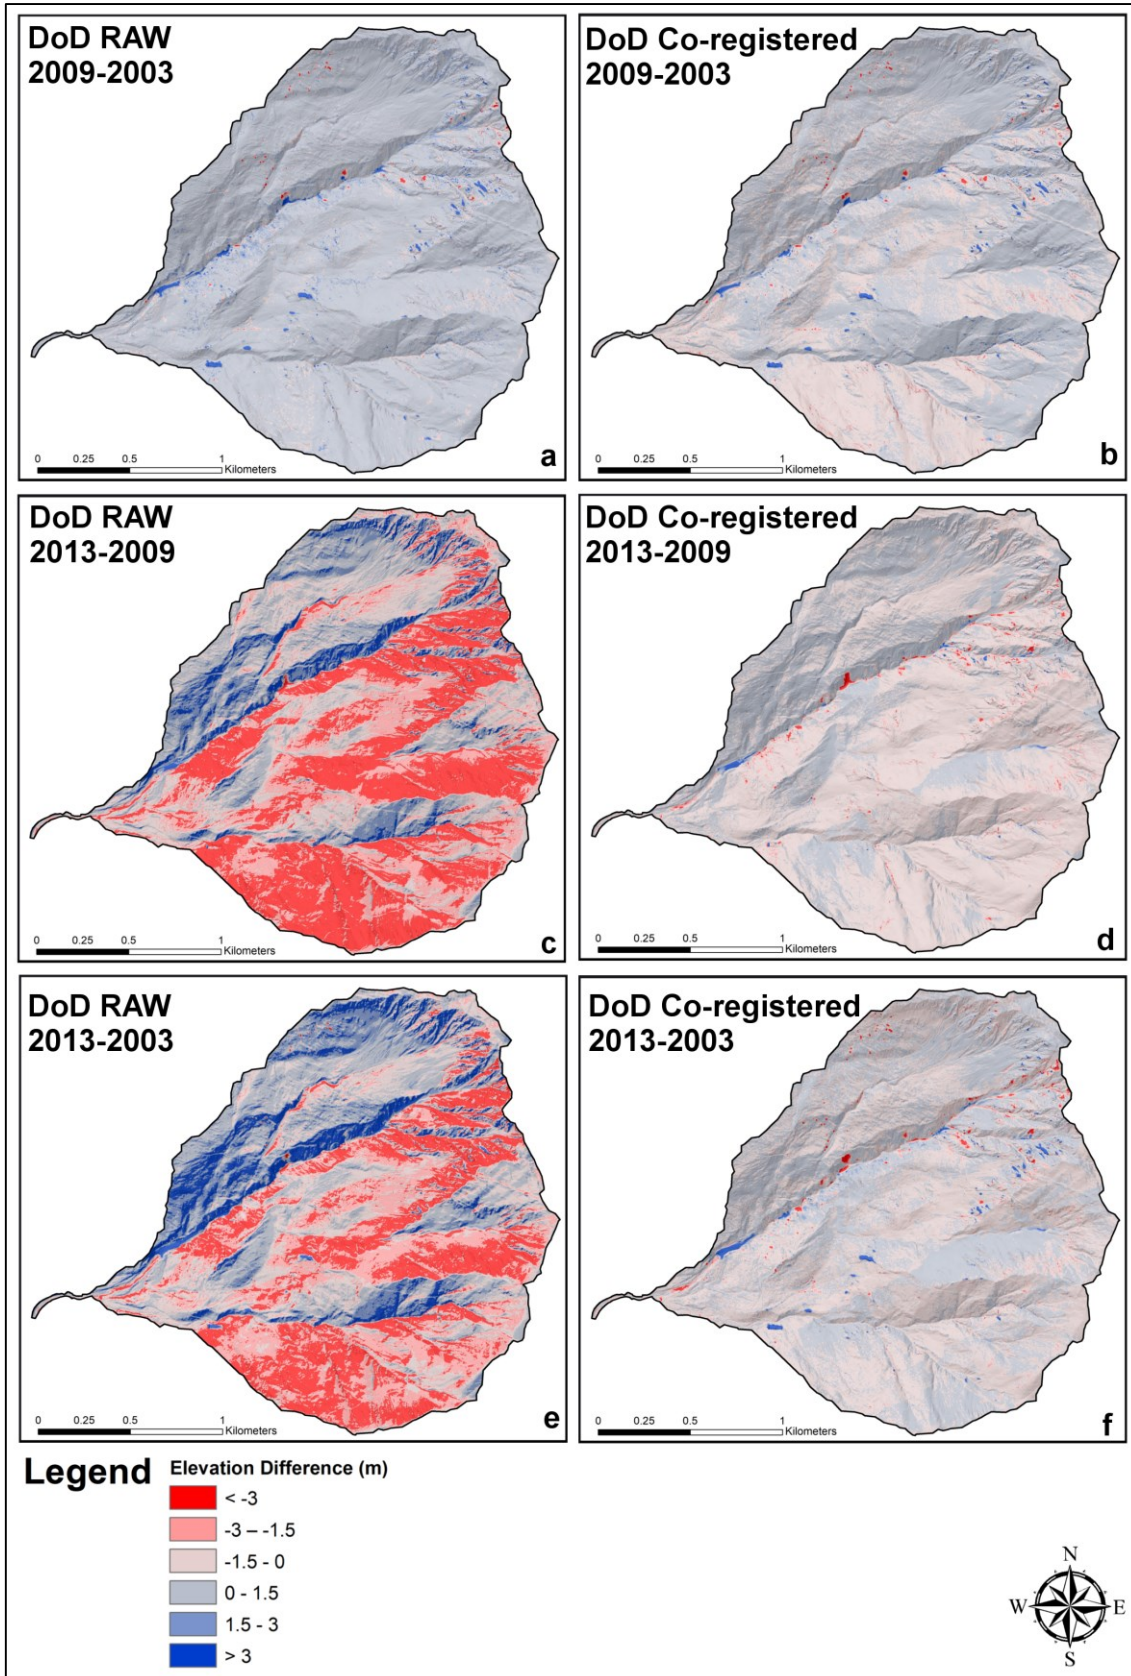 DoD RAW
2009-2003
0 0.25 0.5 1
Kilometers
a
DoD Co-registered
2009-2003
0 0.25 0.5 1
Kilometers
b
DoD RAW
2013-2009
0 0.25 0.5 1
Kilometers
c
DoD Co-registered
2013-2009
0 0.25 0.5 1
Kilometers
d
DoD RAW
2013-2003
0 0.25 0.5 1
Kilometers
e
DoD Co-registered
2013-2003
0 0.25 0.5 1
Kilometers
f
Legend
Elevation Difference (m)
< -3
-3 – -1.5
-1.5 - 0
0 - 1.5
1.5 - 3
> 3
N
W E
S